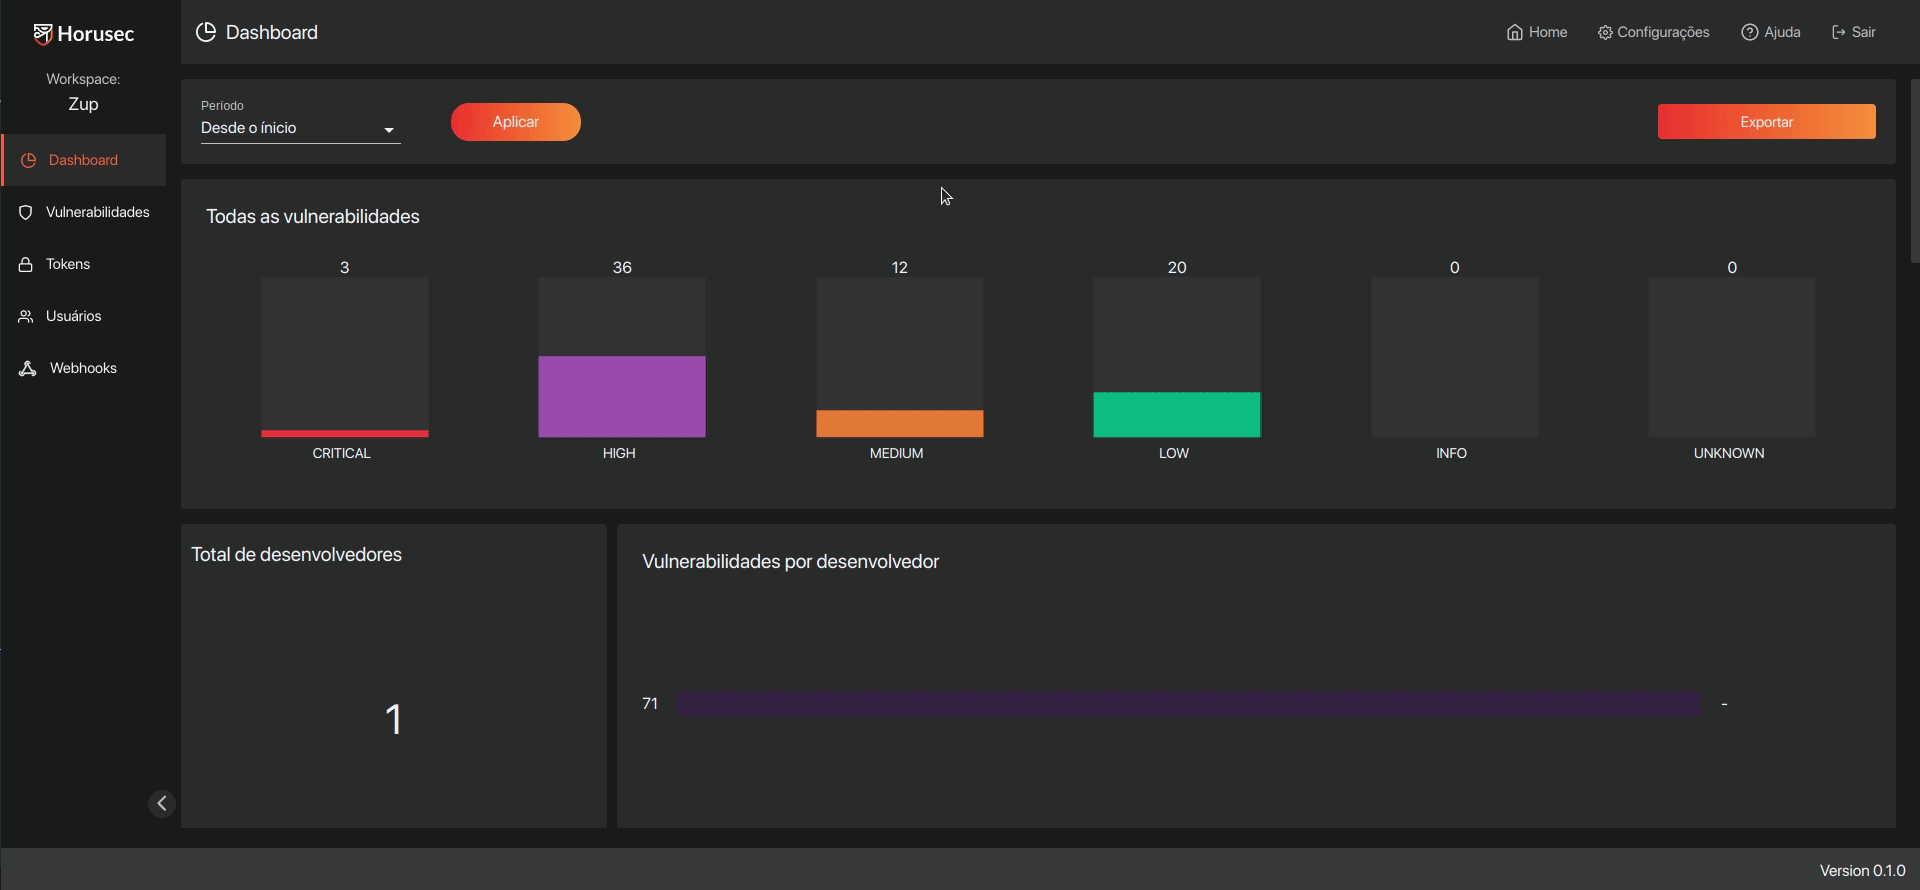 Horusec
Workspace:
Zup
Dashboard
Vulnerabilidades
Tokens
Usuários
Webhooks
Dashboard
Home
Configurações
Ajuda
Sair
Período
Desde o ínicio
Aplicar
Exportar
Todas as vulnerabilidades
3
36
12
20
0
0
CRITICAL
HIGH
MEDIUM
LOW
INFO
UNKNOWN
Total de desenvolvedores
1
Vulnerabilidades por desenvolvedor
71
-
Version 0.1.0